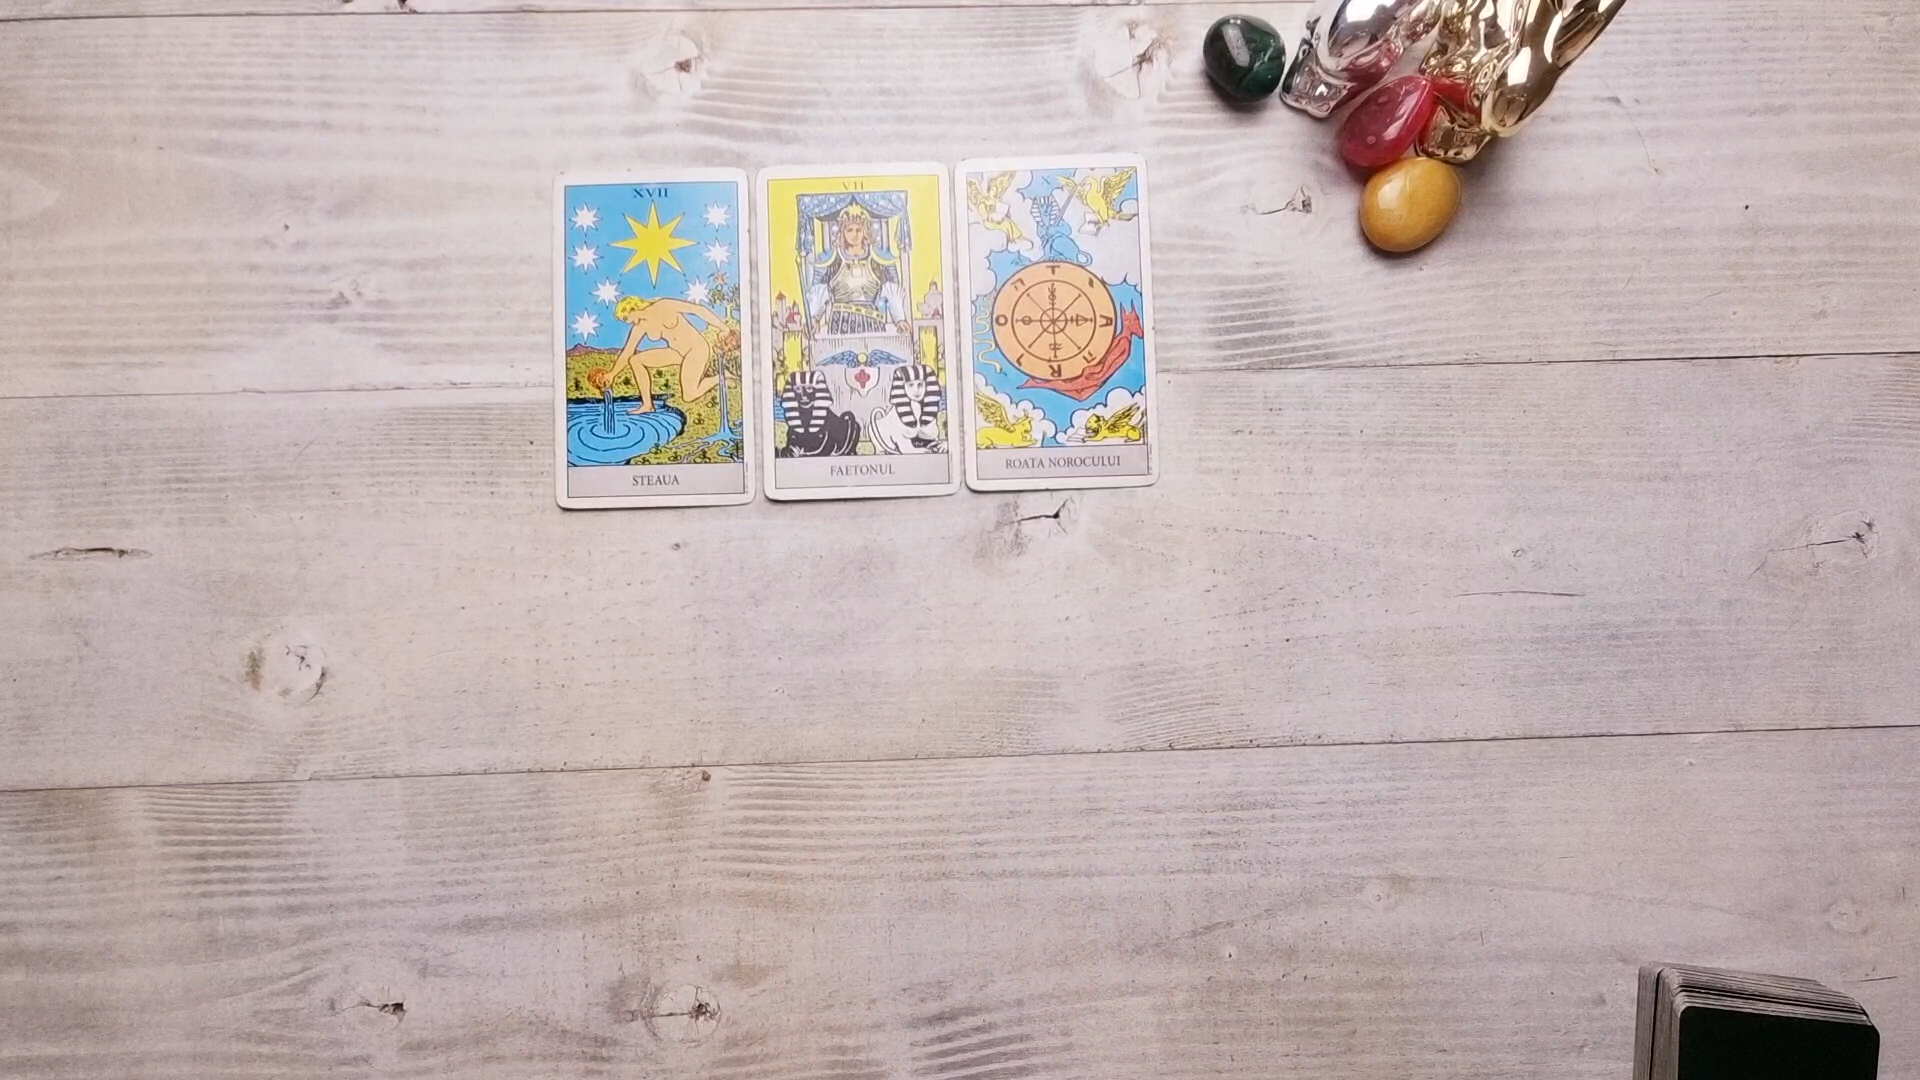 XVII
STEAUA
VII
FAETONUL
X
T A R O
ROATA NOROCULUI